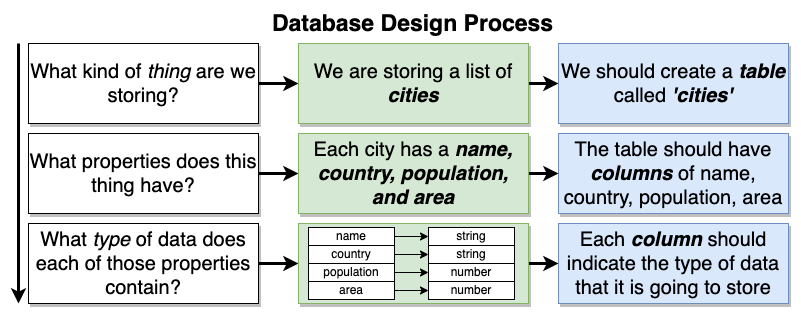 Database Design Process
What kind of thing are we
storing?
We are storing a list of
cities
We should create a table
called 'cities'
What properties does this
thing have?
Each city has a name,
country, population,
and area
The table should have
columns of name,
country, population, area
What type of data does
each of those properties
contain?
name string
country string
population number
area number
Each column should
indicate the type of data
that it is going to store